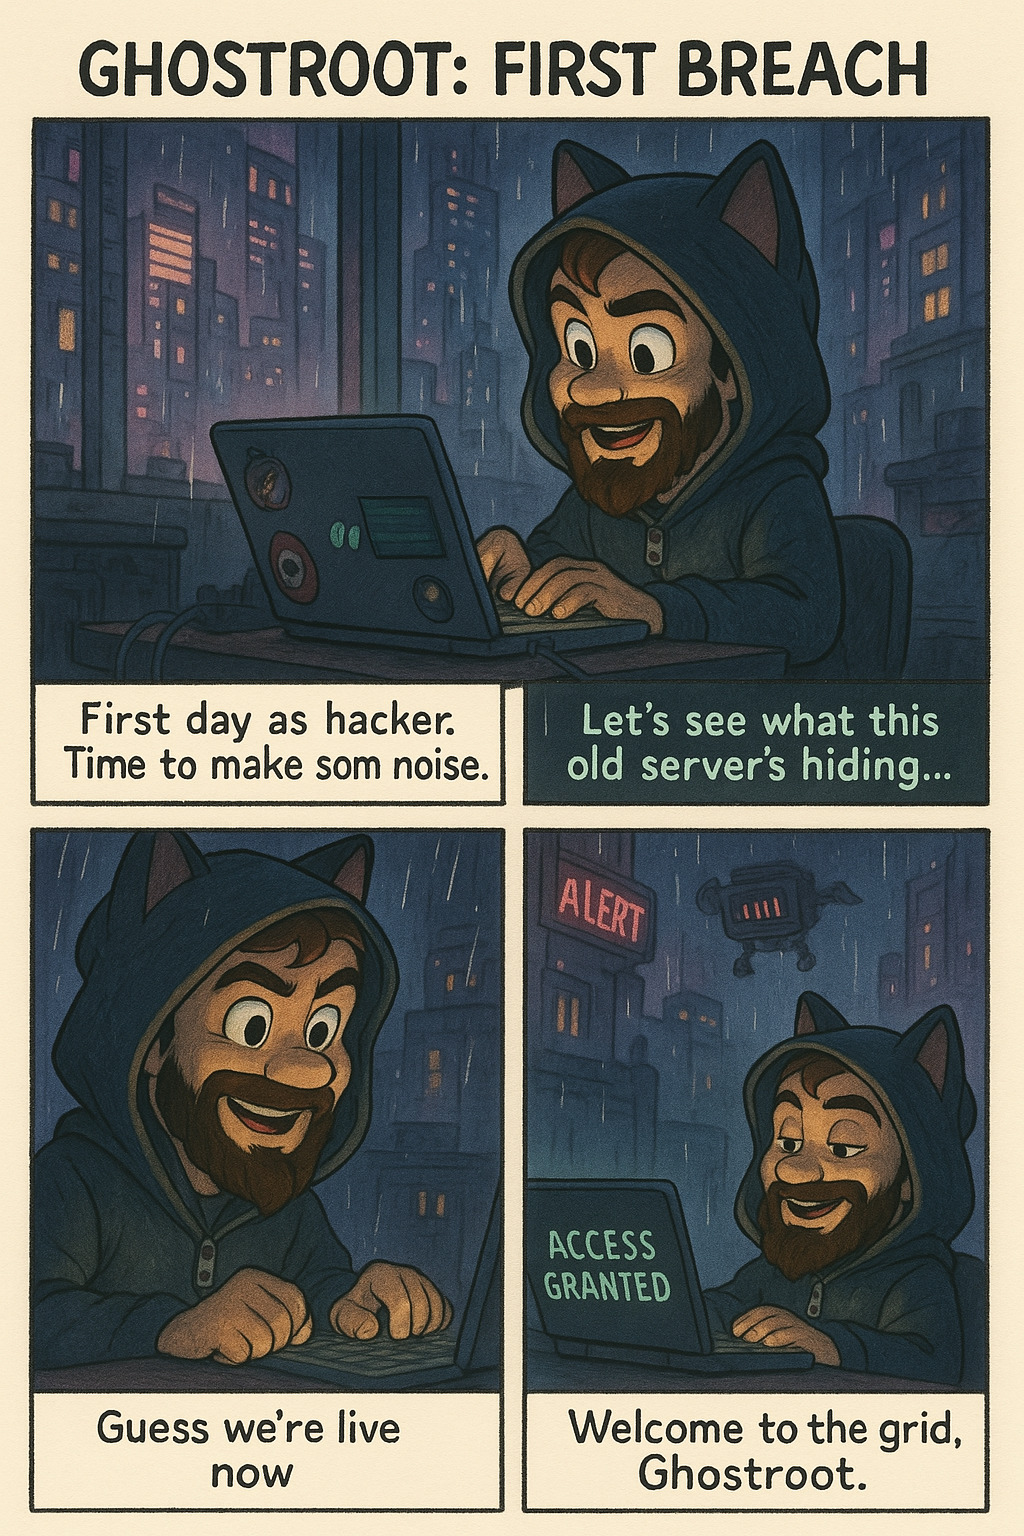 GHOSTROOT: FIRST BREACH
First day as hacker.
Time to make som noise.
Let's see what this
old server's hiding...
Guess we're live
now
ALERT
ACCESS
GRANTED
Welcome to the grid,
Ghostroot.